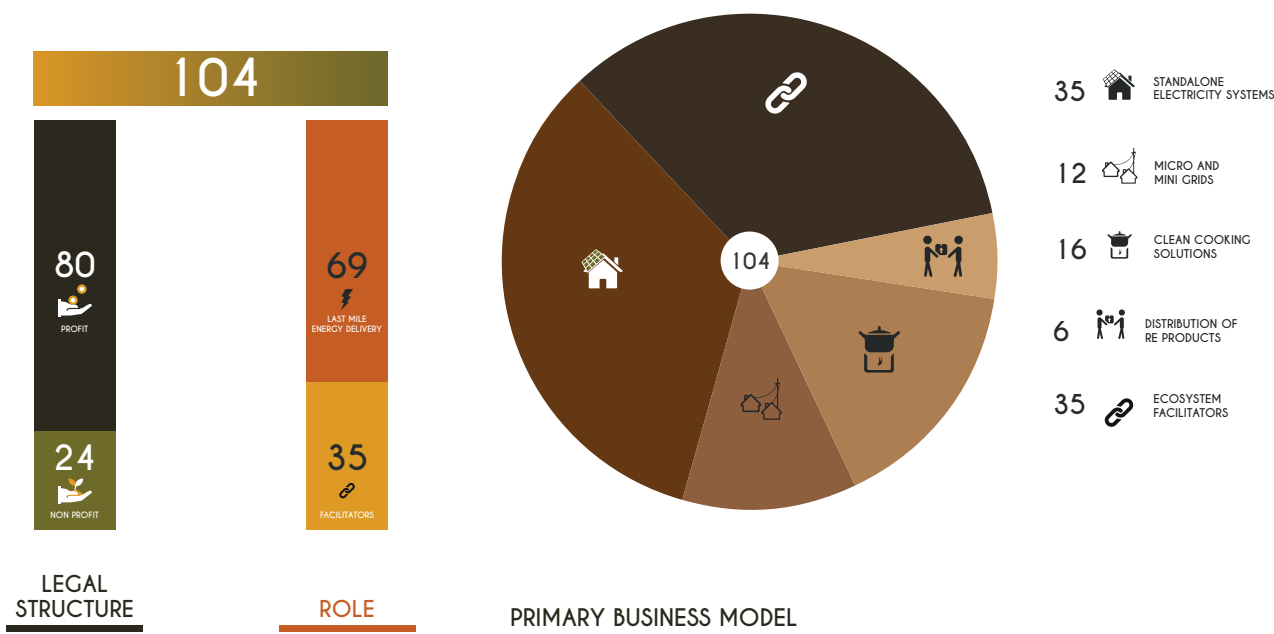 104
80
PROFIT
24
NON PROFIT
LEGAL
STRUCTURE
69
LAST MILE
ENERGY DELIVERY
35
FACILITATORS
ROLE
104
PRIMARY BUSINESS MODEL
35
STANDALONE
ELECTRICITY SYSTEMS
12
MICRO AND
MINI GRIDS
16
CLEAN COOKING
SOLUTIONS
6
DISTRIBUTION OF
RE PRODUCTS
35
ECOSYSTEM
FACILITATORS